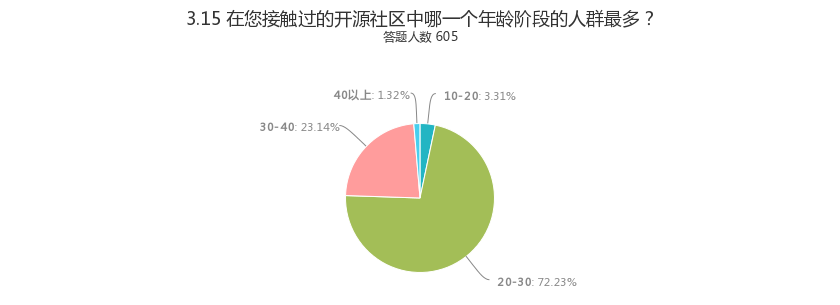 3.15 在您接触过的开源社区中哪一个年龄阶段的人群最多？
答题人数 605
40以上: 1.32%
10-20: 3.31%
30-40: 23.14%
20-30: 72.23%